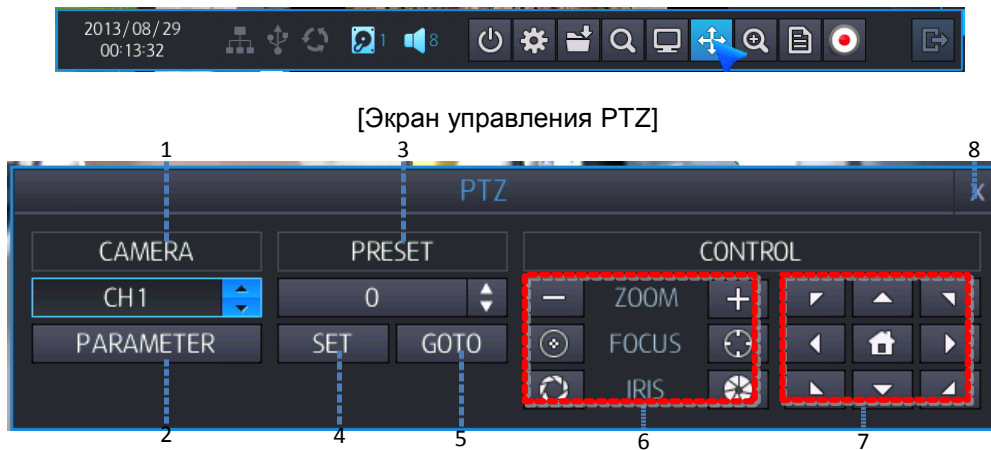 2013/08/29
00:13:32
1
8
[Экран управления PTZ]
1 3 8
PTZ
X
CAMERA PRESET CONTROL
CH1 0 ZOOM
PARAMETER SET GOTO FOCUS
IRIS
2 4 5 6 7